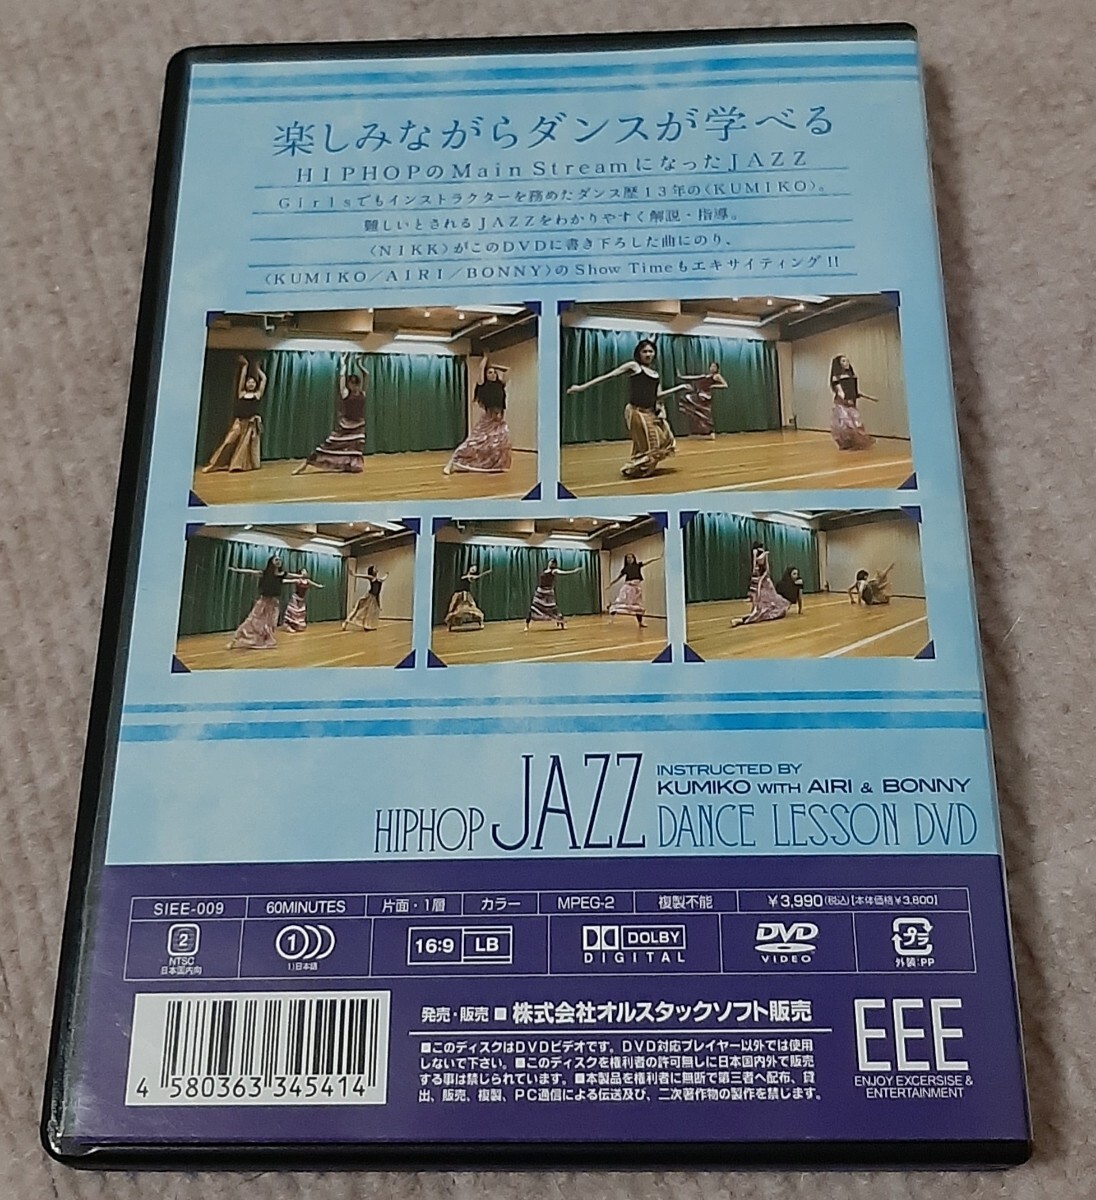 楽しみながらダンスが学べる
HIPHOPのMain StreamになったJAZZ
Girlsでもインストラクターを務めたダンス歴13年の〈KUMIKO〉。
難しいとされるJAZZをわかりやすく解説・指導。
〈NIKK〉がこのDVDに書き下ろした曲にのり、
〈KUMIKO／AIRI／BONNY〉のShow Timeもエキサイティング!!
INSTRUCTED BY
KUMIKO WITH AIRI & BONNY
HIPHOP JAZZ DANCE LESSON DVD
SIEE-009 60MINUTES 片面・1層 カラー MPEG-2 複製不能 ￥3,990(税込)[本体価格￥3,800]
2 NTSC 日本国内向
1 1)日本語
16:9 LB
DOLBY DIGITAL
DVD VIDEO
プラ 外装:PP
発売・販売■株式会社オルスタックソフト販売
■このディスクはDVDビデオです。DVD対応プレイヤー以外では使用
しないで下さい。■このディスクを権利者の許可無しに日本国内外で販売
する事は禁じられています。■本製品を権利者に無断で第三者へ配布、貸
出、販売、複製、PC通信による伝送及び、二次著作物の製作を禁じます。
EEE
ENJOY EXCERSISE &
ENTERTAINMENT
4 580363 345414